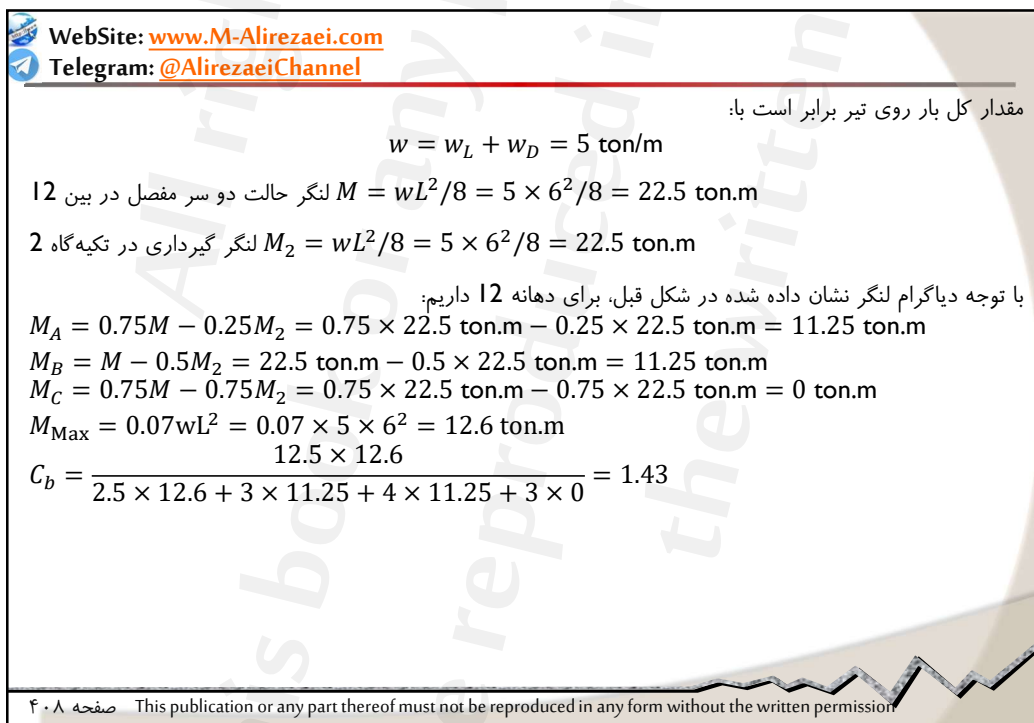 WebSite: www.M-Alirezaei.com
Telegram: @AlirezaeiChannel
مقدار کل بار روی تیر برابر است با:
w = w_L + w_D = 5 ton/m
لنگر حالت دو سر مفصل در بین 12 M = wL²/8 = 5 × 6²/8 = 22.5 ton.m
لنگر گیرداری در تکیه‌گاه 2 M₂ = wL²/8 = 5 × 6²/8 = 22.5 ton.m
با توجه دیاگرام لنگر نشان داده شده در شکل قبل، برای دهانه 12 داریم:
M_A = 0.75M − 0.25M₂ = 0.75 × 22.5 ton.m − 0.25 × 22.5 ton.m = 11.25 ton.m
M_B = M − 0.5M₂ = 22.5 ton.m − 0.5 × 22.5 ton.m = 11.25 ton.m
M_C = 0.75M − 0.75M₂ = 0.75 × 22.5 ton.m − 0.75 × 22.5 ton.m = 0 ton.m
M_Max = 0.07wL² = 0.07 × 5 × 6² = 12.6 ton.m
C_b = (12.5 × 12.6) / (2.5 × 12.6 + 3 × 11.25 + 4 × 11.25 + 3 × 0) = 1.43
صفحه ۴۰۸ This publication or any part thereof must not be reproduced in any form without the written permission